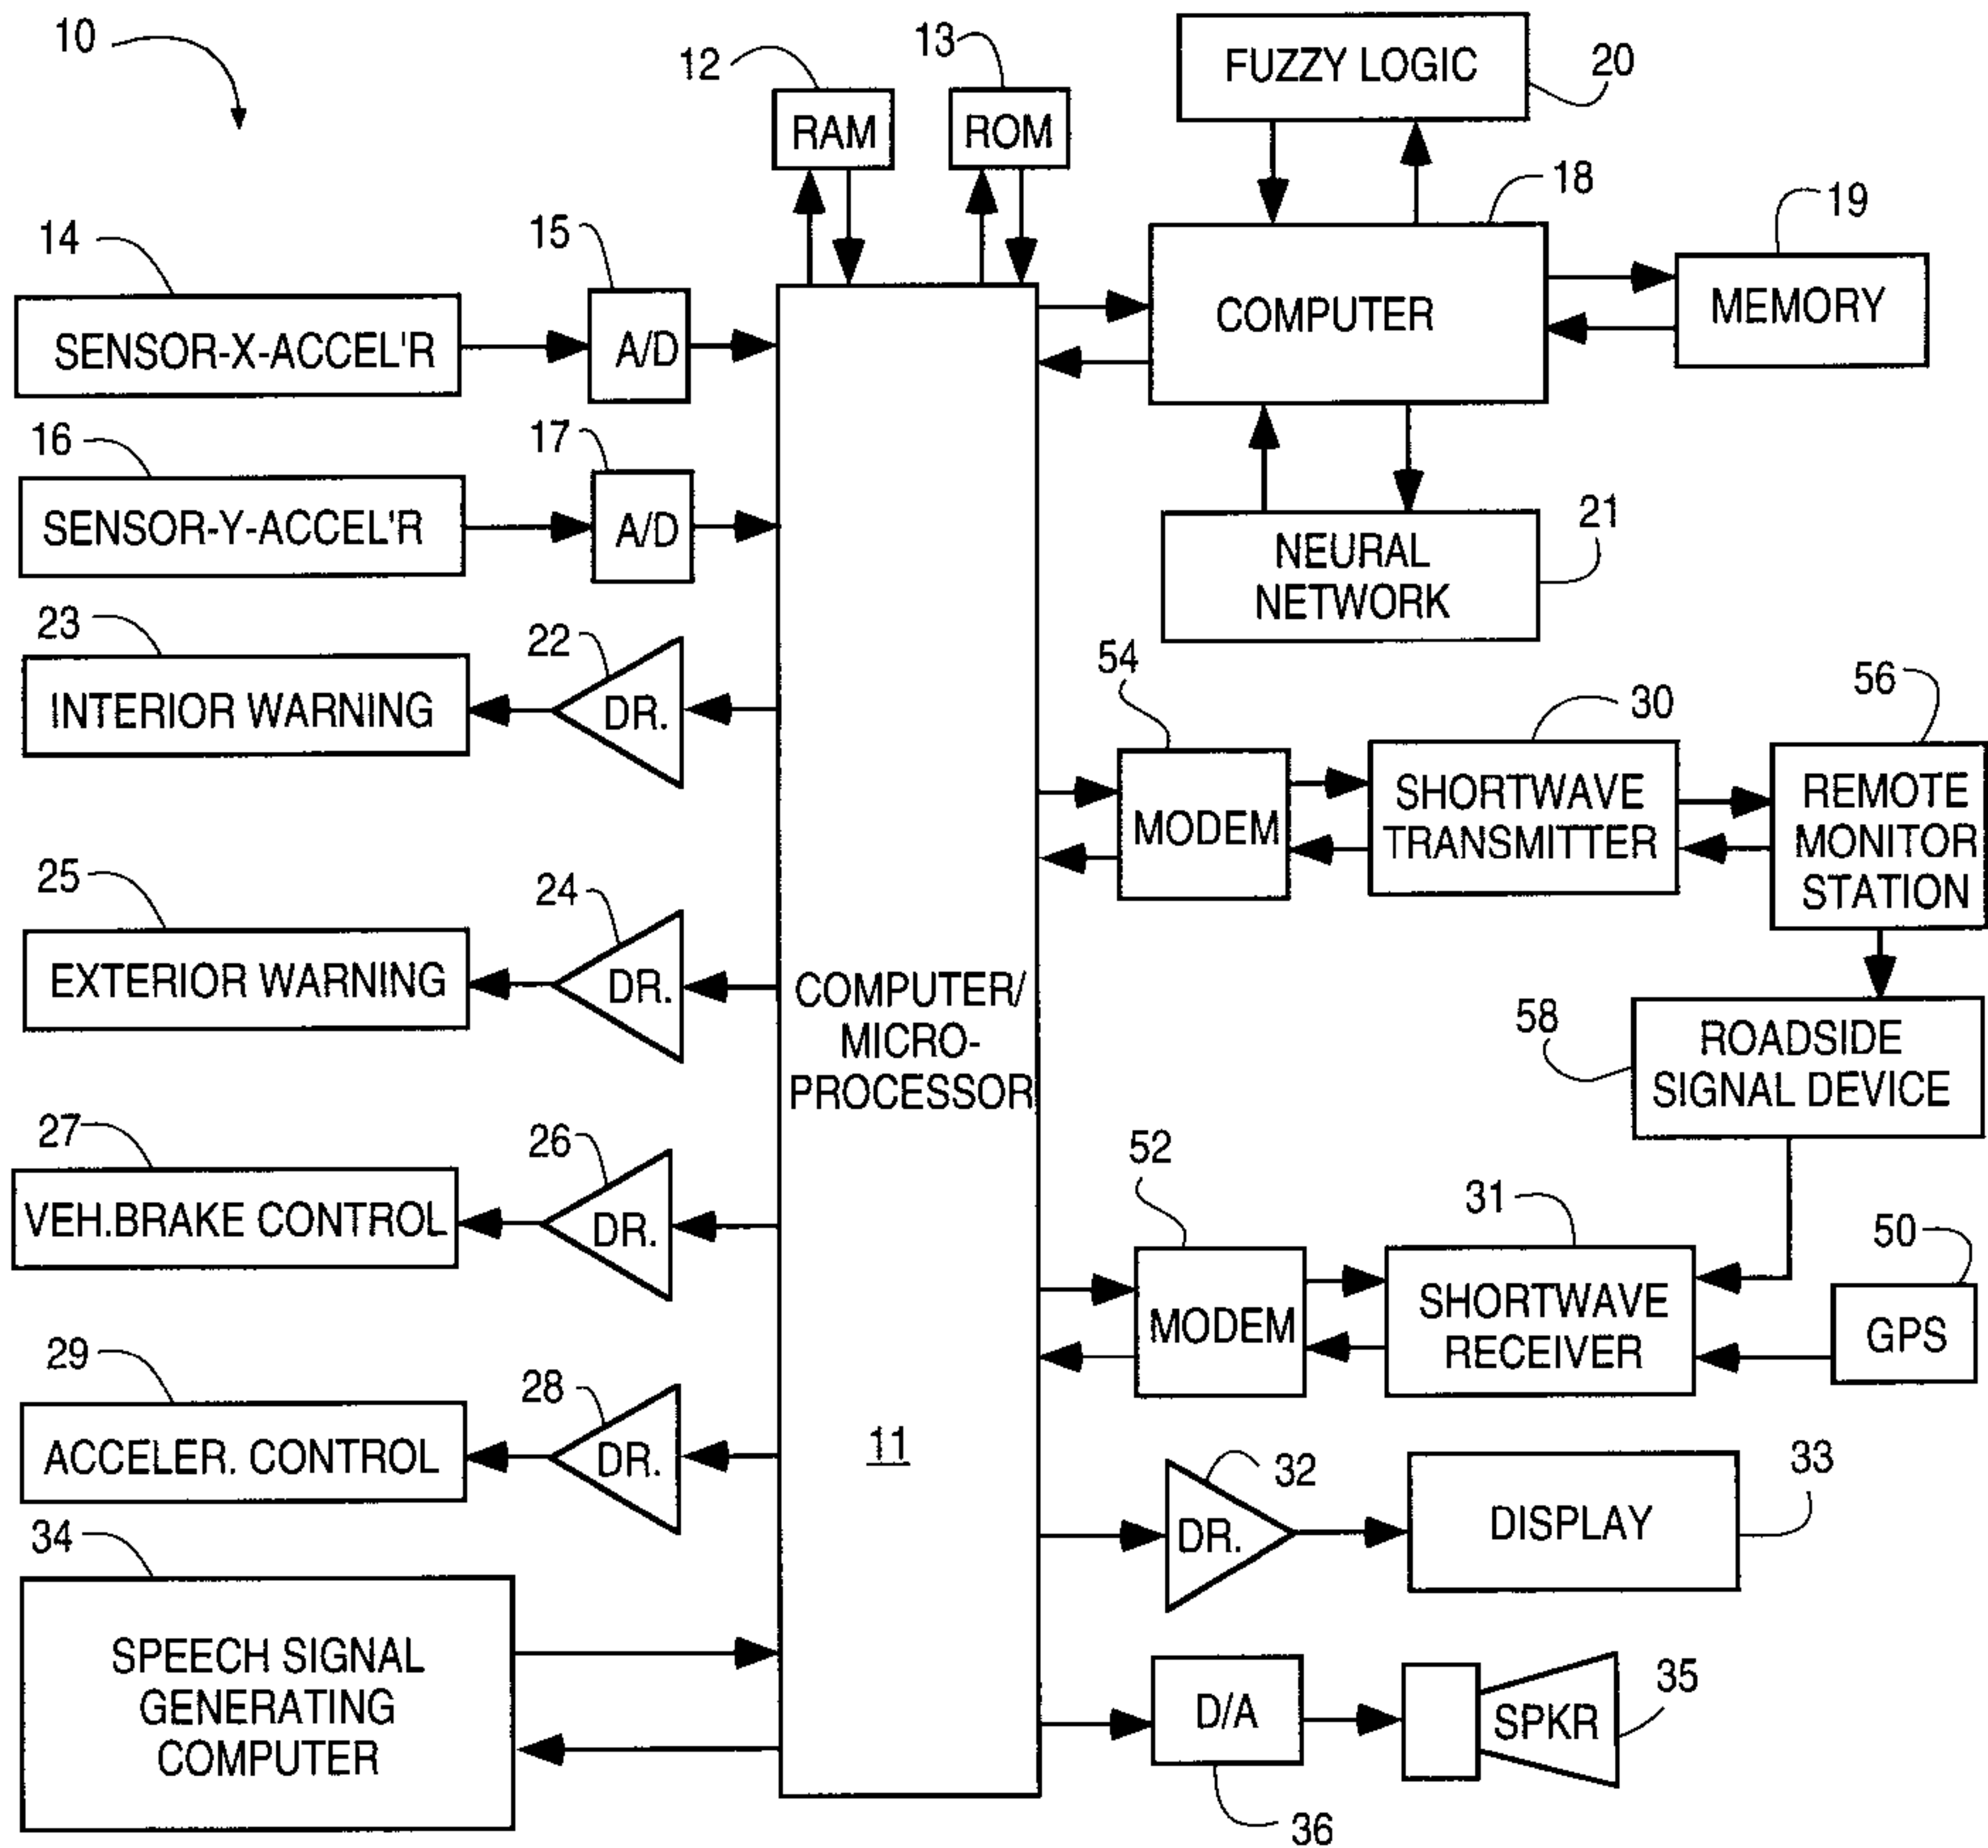 10
12
RAM
13
ROM
FUZZY LOGIC
20
14
SENSOR-X-ACCEL'R
15
A/D
18
COMPUTER
19
MEMORY
16
SENSOR-Y-ACCEL'R
17
A/D
NEURAL
NETWORK
21
23
INTERIOR WARNING
22
DR.
54
MODEM
30
SHORTWAVE
TRANSMITTER
56
REMOTE
MONITOR
STATION
25
EXTERIOR WARNING
24
DR.
COMPUTER/
MICRO-
PROCESSOR
11
58
ROADSIDE
SIGNAL DEVICE
27
VEH.BRAKE CONTROL
26
DR.
52
MODEM
31
SHORTWAVE
RECEIVER
50
GPS
29
ACCELER. CONTROL
28
DR.
32
DR.
DISPLAY
33
34
SPEECH SIGNAL
GENERATING
COMPUTER
D/A
36
SPKR
35